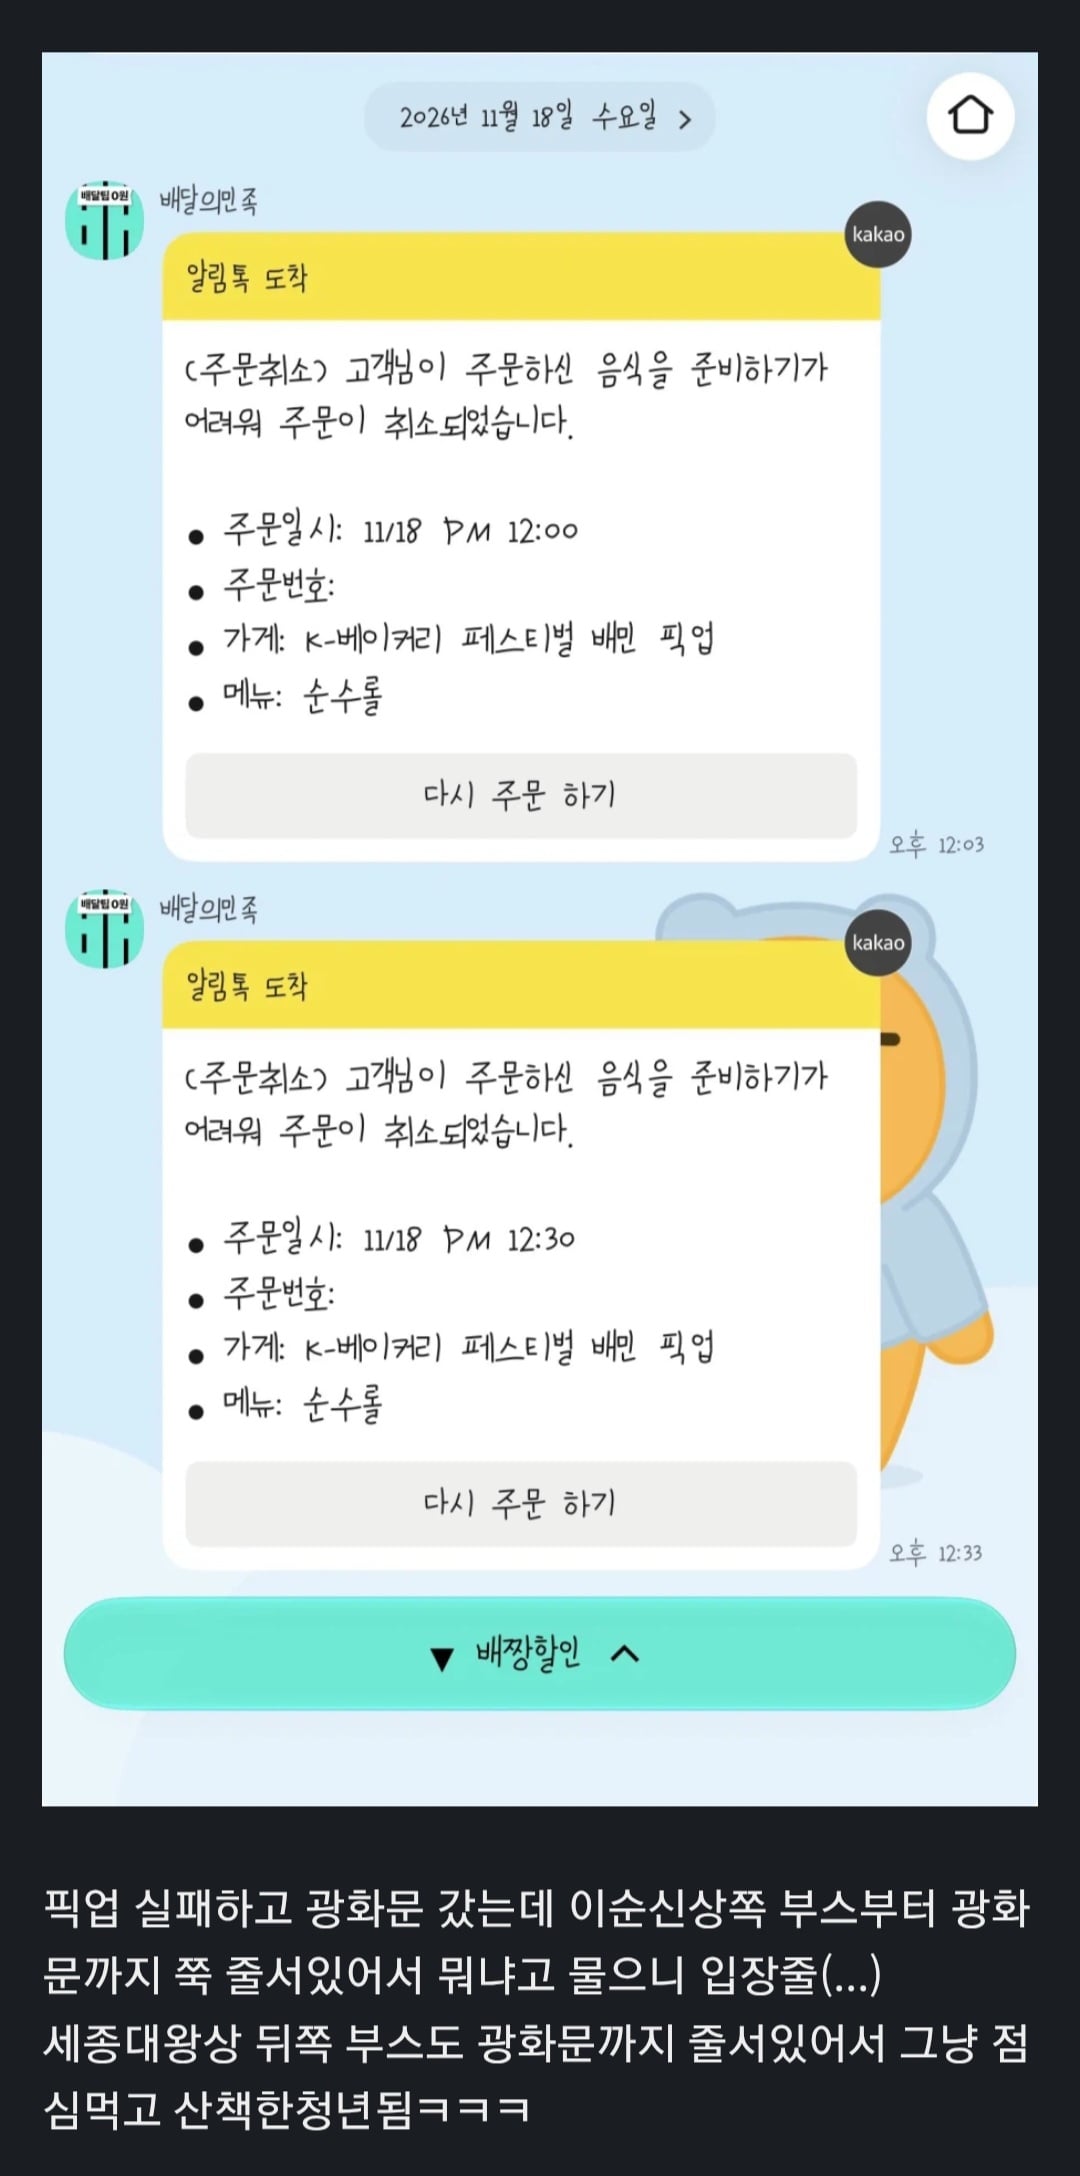 2026년 11월 18일 수요일 >
배달팁0원
배달의민족
kakao
알림톡 도착
(주문취소) 고객님이 주문하신 음식을 준비하기가
어려워 주문이 취소되었습니다.
● 주문일시: 11/18 PM 12:00
● 주문번호:
● 가게: K-베이커리 페스티벌 배민 픽업
● 메뉴: 순수롤
다시 주문 하기
오후 12:03
배달팁0원
배달의민족
kakao
알림톡 도착
(주문취소) 고객님이 주문하신 음식을 준비하기가
어려워 주문이 취소되었습니다.
● 주문일시: 11/18 PM 12:30
● 주문번호:
● 가게: K-베이커리 페스티벌 배민 픽업
● 메뉴: 순수롤
다시 주문 하기
오후 12:33
▼ 배짱할인 ^
픽업 실패하고 광화문 갔는데 이순신상쪽 부스부터 광화
문까지 쭉 줄서있어서 뭐냐고 물으니 입장줄(...)
세종대왕상 뒤쪽 부스도 광화문까지 줄서있어서 그냥 점
심먹고 산책한청년됨ㅋㅋㅋ